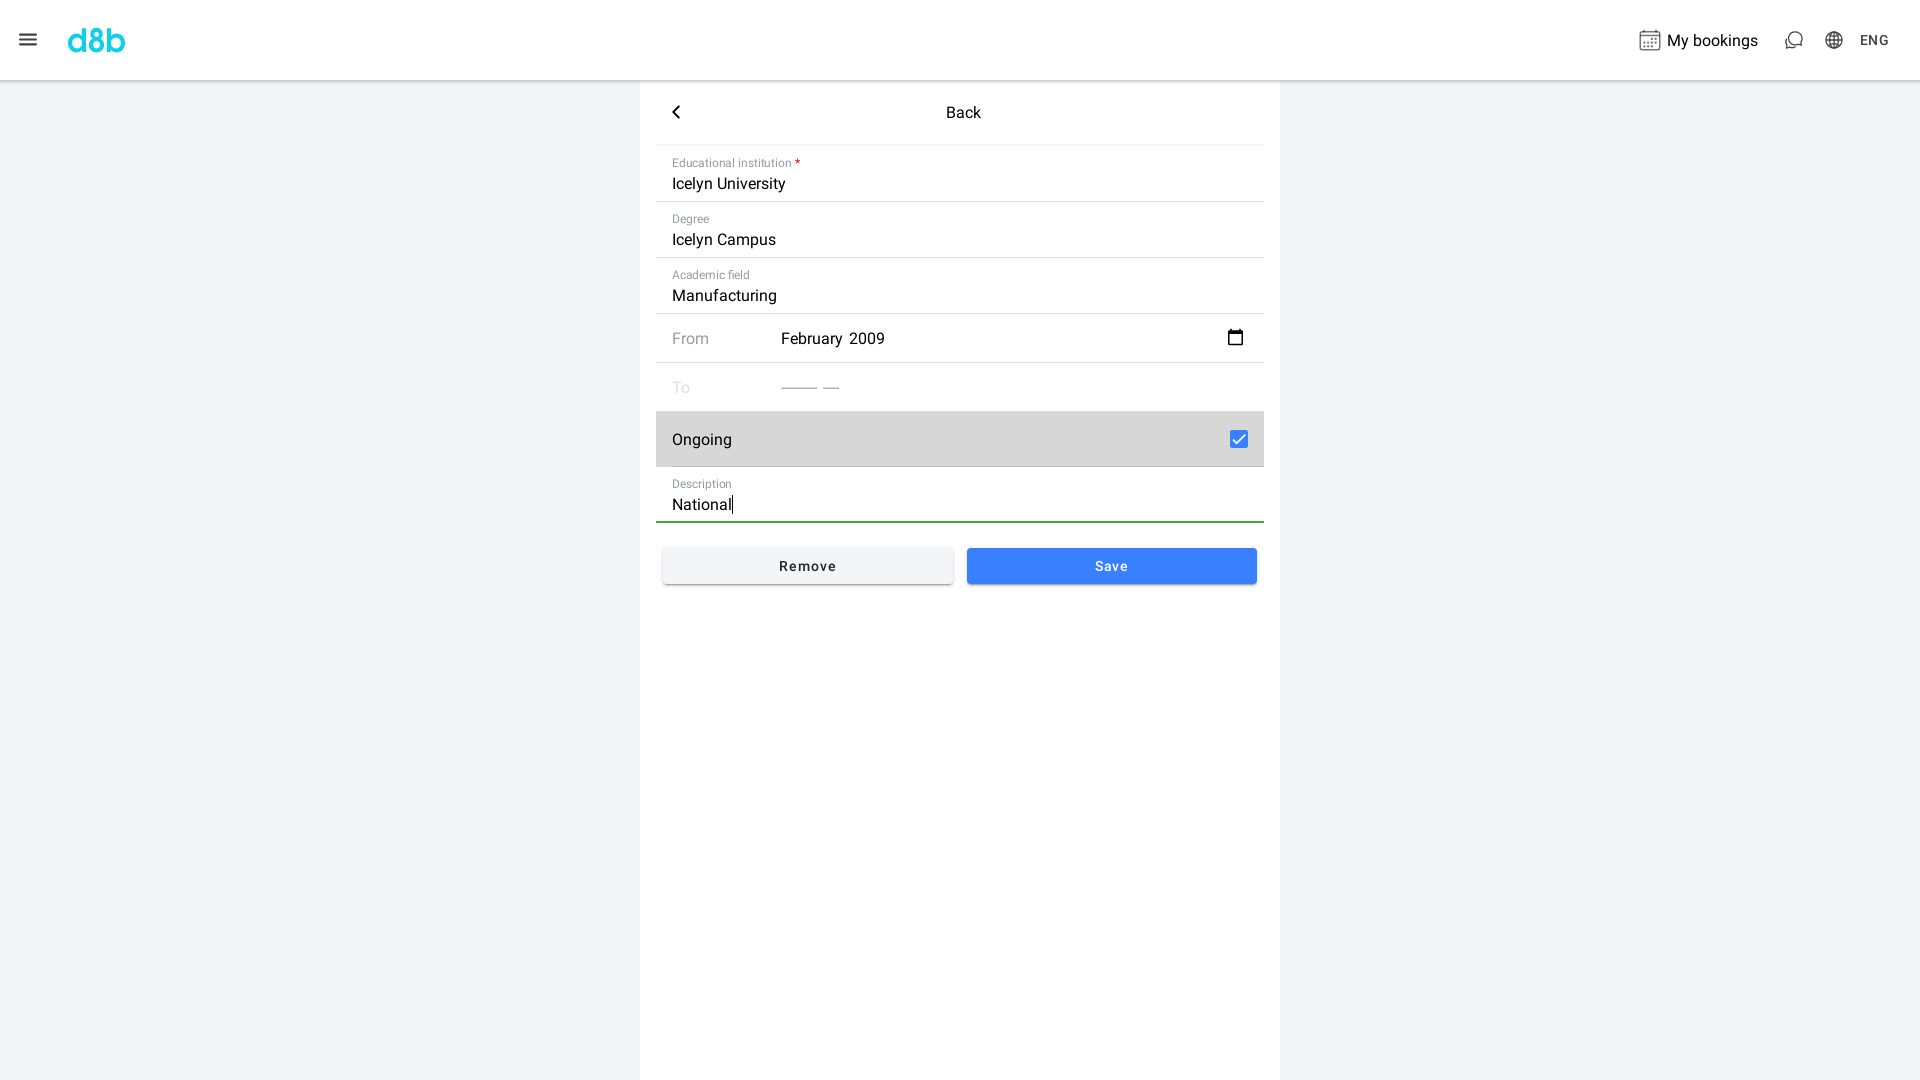 d8b
My bookings
ENG
Back
Educational institution *
Icelyn University
Degree
Icelyn Campus
Academic field
Manufacturing
From February 2009
To --------- ----
Ongoing
Description
National
Remove
Save